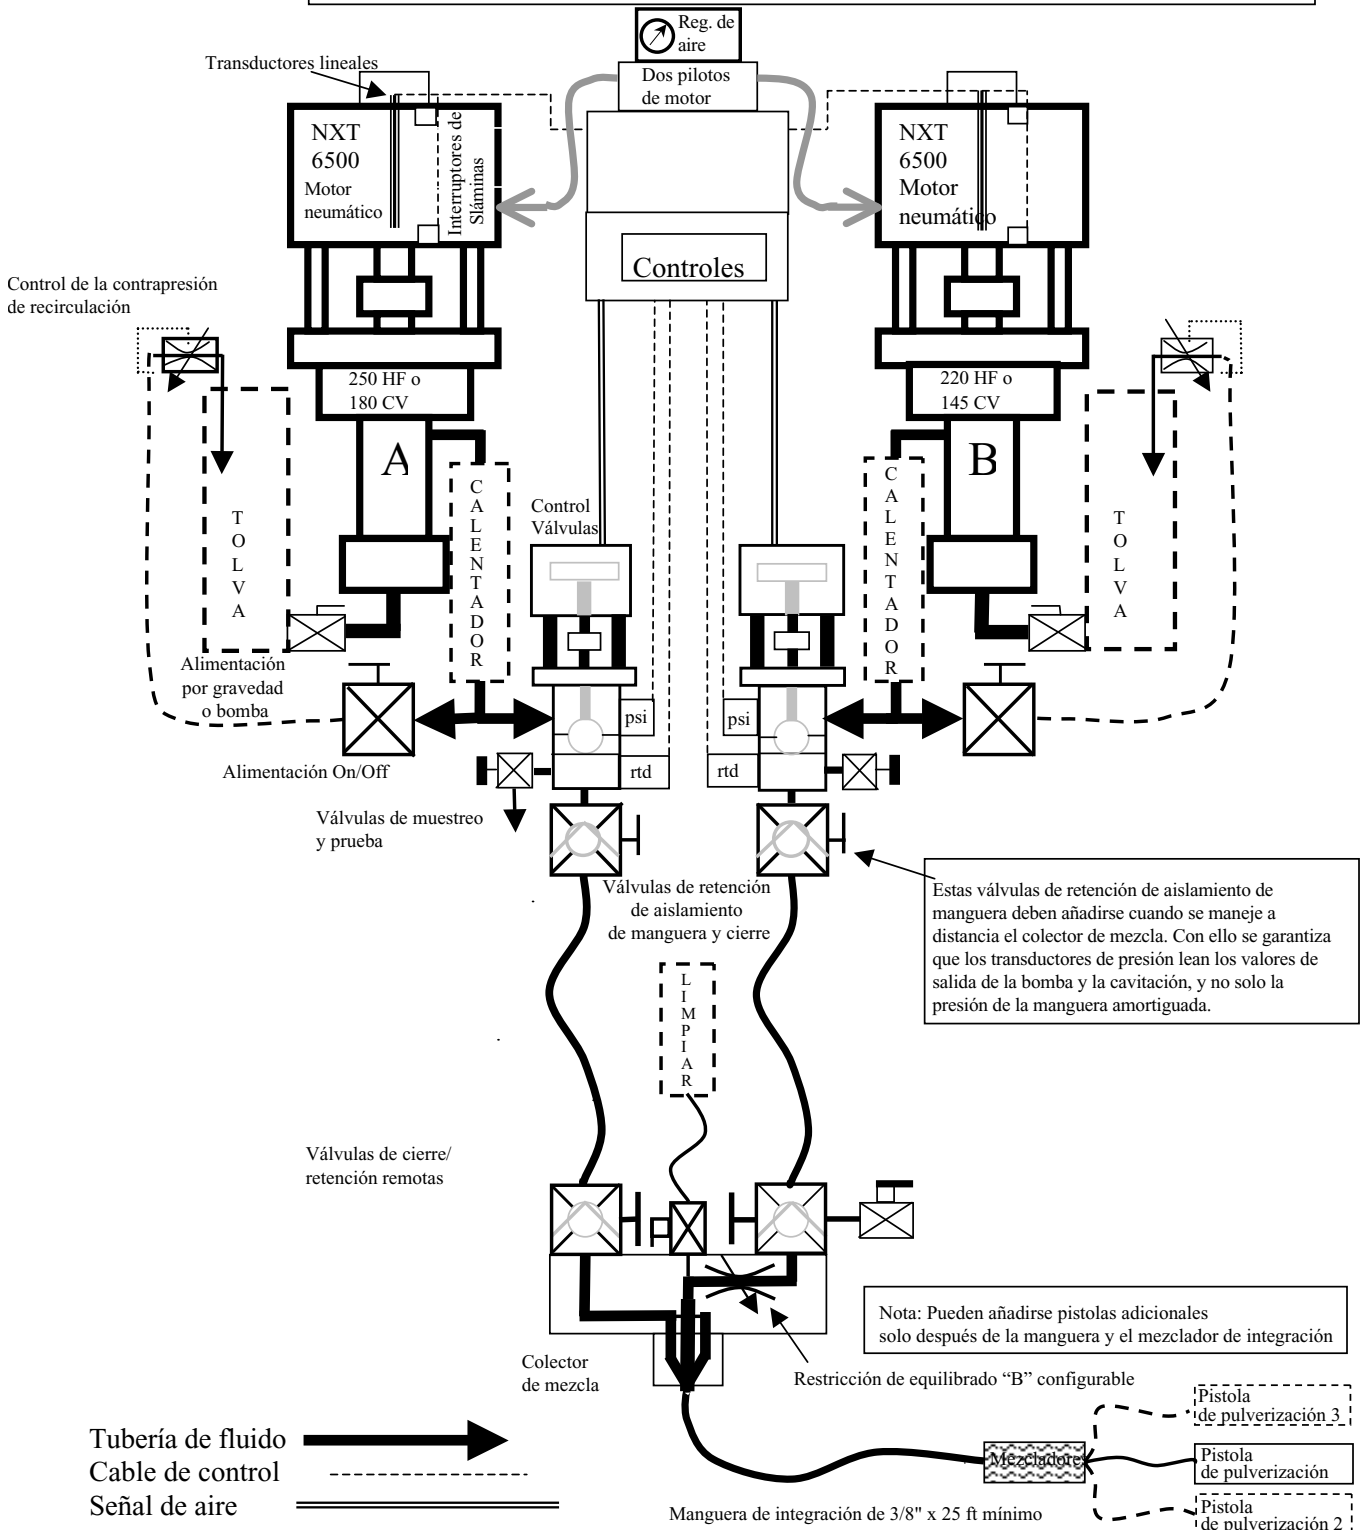 Reg. de
aire
Transductores lineales
Dos pilotos
de motor
NXT
6500
Motor
neumático
Interruptores de
Sláminas
NXT
6500
Motor
neumático
Controles
Control de la contrapresión
de recirculación
250 HF o
180 CV
220 HF o
145 CV
A
B
CALENTADOR
CALENTADOR
TOLVA
TOLVA
Control
Válvulas
Alimentación
por gravedad
o bomba
psi
psi
rtd
rtd
Alimentación On/Off
Válvulas de muestreo
y prueba
Válvulas de retención
de aislamiento
de manguera y cierre
Estas válvulas de retención de aislamiento de
manguera deben añadirse cuando se maneje a
distancia el colector de mezcla. Con ello se garantiza
que los transductores de presión lean los valores de
salida de la bomba y la cavitación, y no solo la
presión de la manguera amortiguada.
LIMPIAR
Válvulas de cierre/
retención remotas
Nota: Pueden añadirse pistolas adicionales
solo después de la manguera y el mezclador de integración
Colector
de mezcla
Restricción de equilibrado “B” configurable
Pistola
de pulverización 3
Mezcladores
Pistola
de pulverización
Pistola
de pulverización 2
Tubería de fluido
Cable de control
Señal de aire
Manguera de integración de 3/8" x 25 ft mínimo